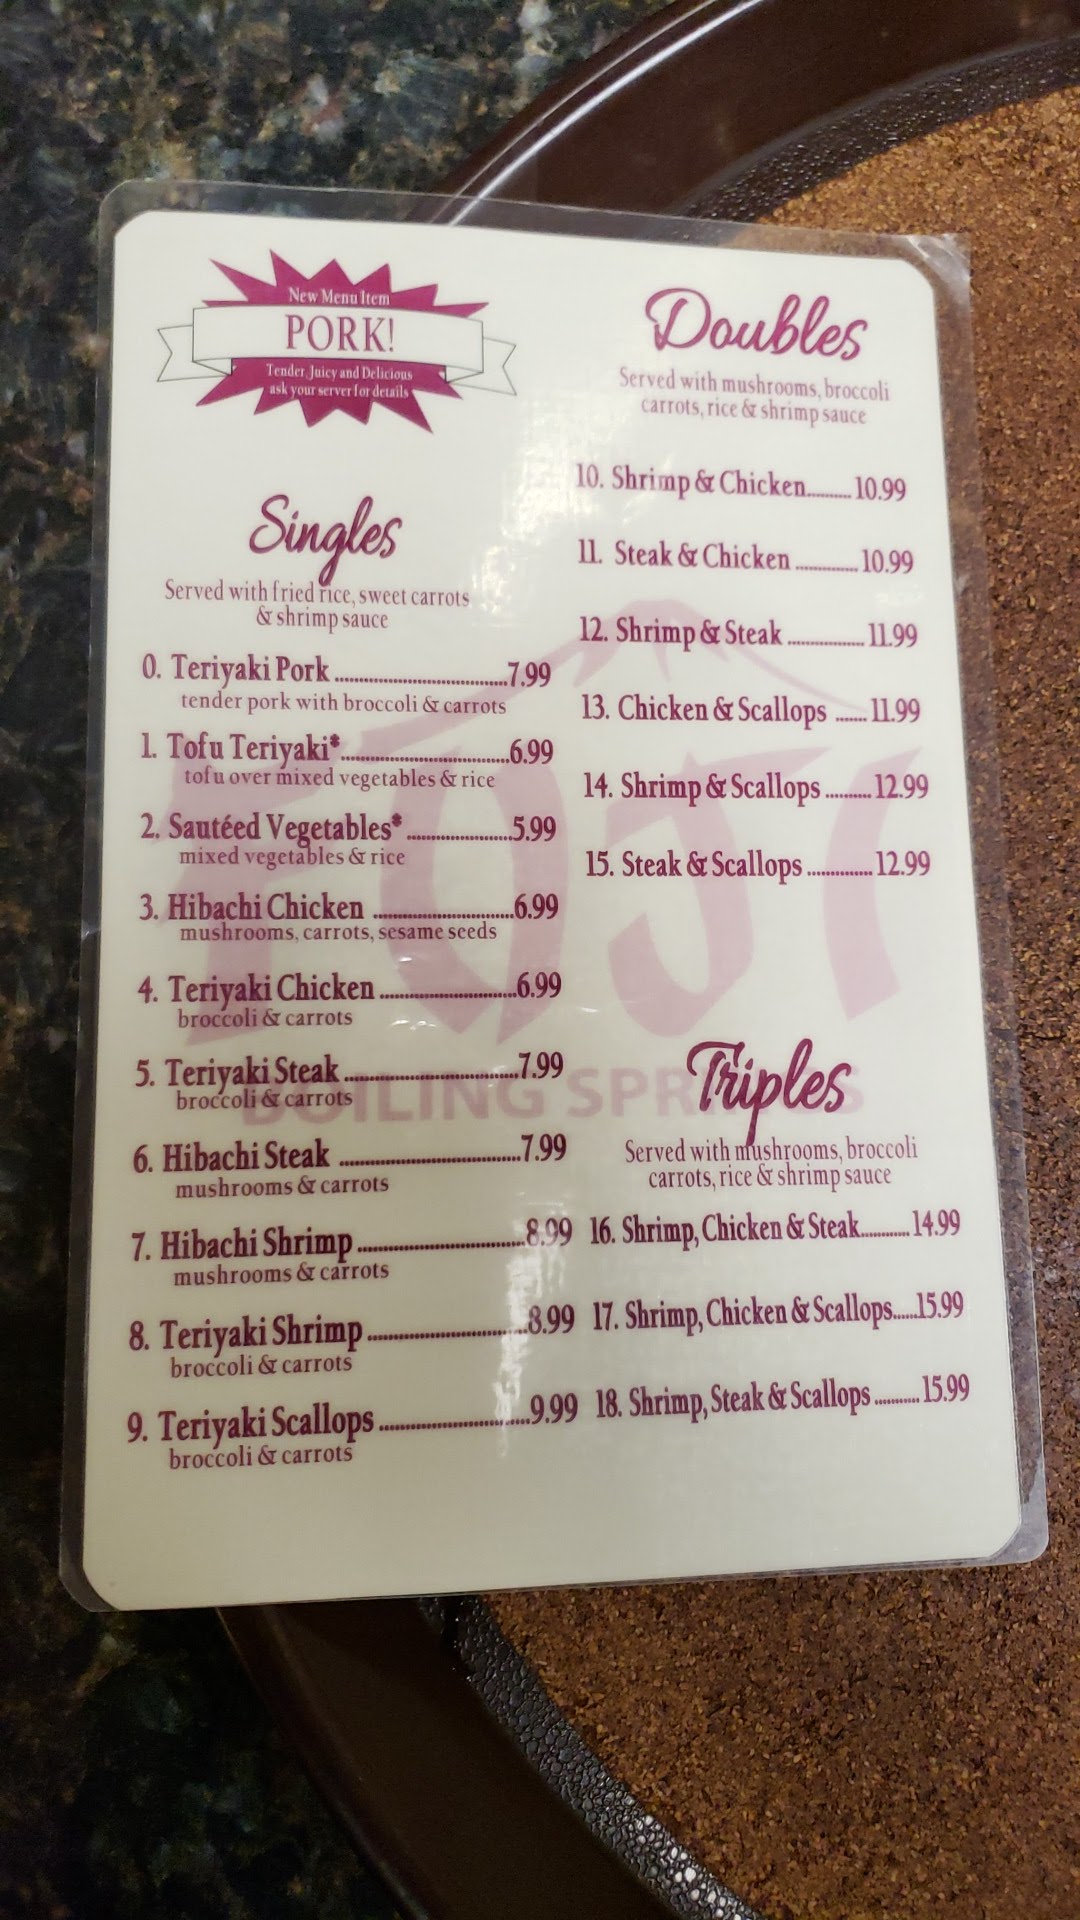 New Menu Item
PORK!
Tender, Juicy and Delicious
ask your server for details
Singles
Served with fried rice, sweet carrots
& shrimp sauce
0. Teriyaki Pork ........................................7.99
tender pork with broccoli & carrots
1. Tofu Teriyaki*.......................................6.99
tofu over mixed vegetables & rice
2. Sautéed Vegetables* ........................5.99
mixed vegetables & rice
3. Hibachi Chicken ................................6.99
mushrooms, carrots, sesame seeds
4. Teriyaki Chicken ...............................6.99
broccoli & carrots
5. Teriyaki Steak ........................................7.99
broccoli & carrots
6. Hibachi Steak .........................................7.99
mushrooms & carrots
7. Hibachi Shrimp ......................................8.99
mushrooms & carrots
8. Teriyaki Shrimp ....................................8.99
broccoli & carrots
9. Teriyaki Scallops ..................................9.99
broccoli & carrots
Doubles
Served with mushrooms, broccoli
carrots, rice & shrimp sauce
10. Shrimp & Chicken..........10.99
11. Steak & Chicken ..............10.99
12. Shrimp & Steak .................11.99
13. Chicken & Scallops .......11.99
14. Shrimp & Scallops ..........12.99
15. Steak & Scallops ..............12.99
FUJI
BOILING SPRINGS
Triples
Served with mushrooms, broccoli
carrots, rice & shrimp sauce
16. Shrimp, Chicken & Steak...........14.99
17. Shrimp, Chicken & Scallops.....15.99
18. Shrimp, Steak & Scallops ..........15.99